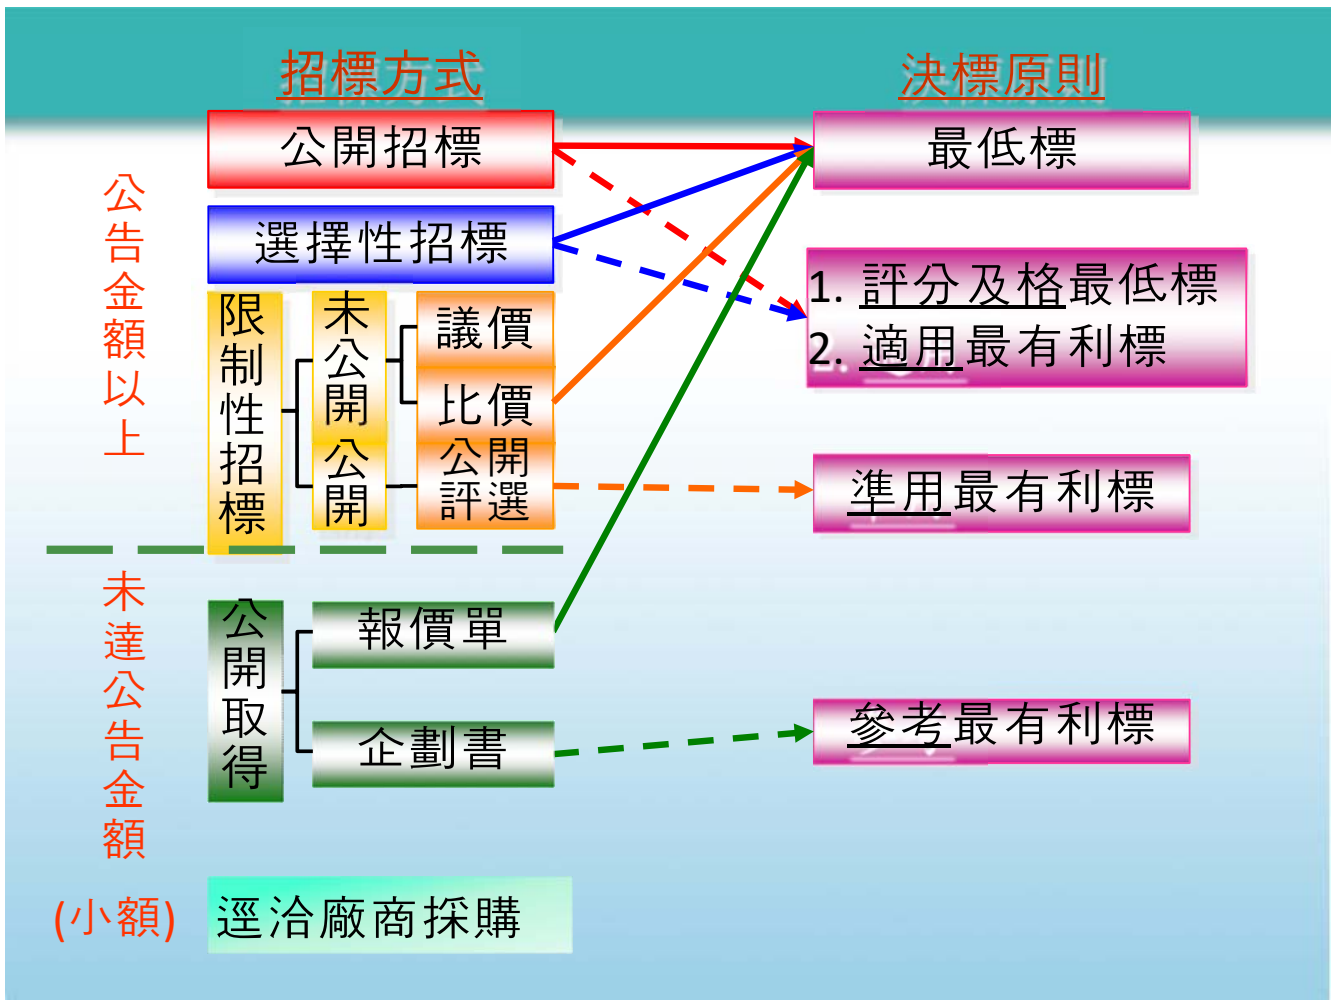 招標方式
決標原則
公開招標
最低標
選擇性招標
公告金額以上
限制性招標
未公開
議價
比價
公開
公開
評選
1. 評分及格最低標
2. 適用最有利標
準用最有利標
未達公告金額
公開取得
報價單
企劃書
參考最有利標
(小額)
逕洽廠商採購